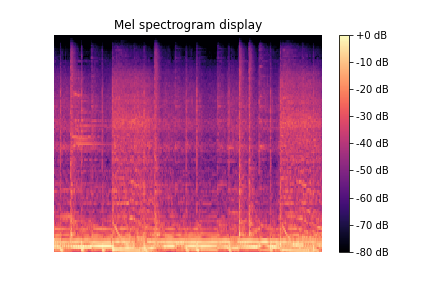 Mel spectrogram display
+0 dB
-10 dB
-20 dB
-30 dB
-40 dB
-50 dB
-60 dB
-70 dB
-80 dB